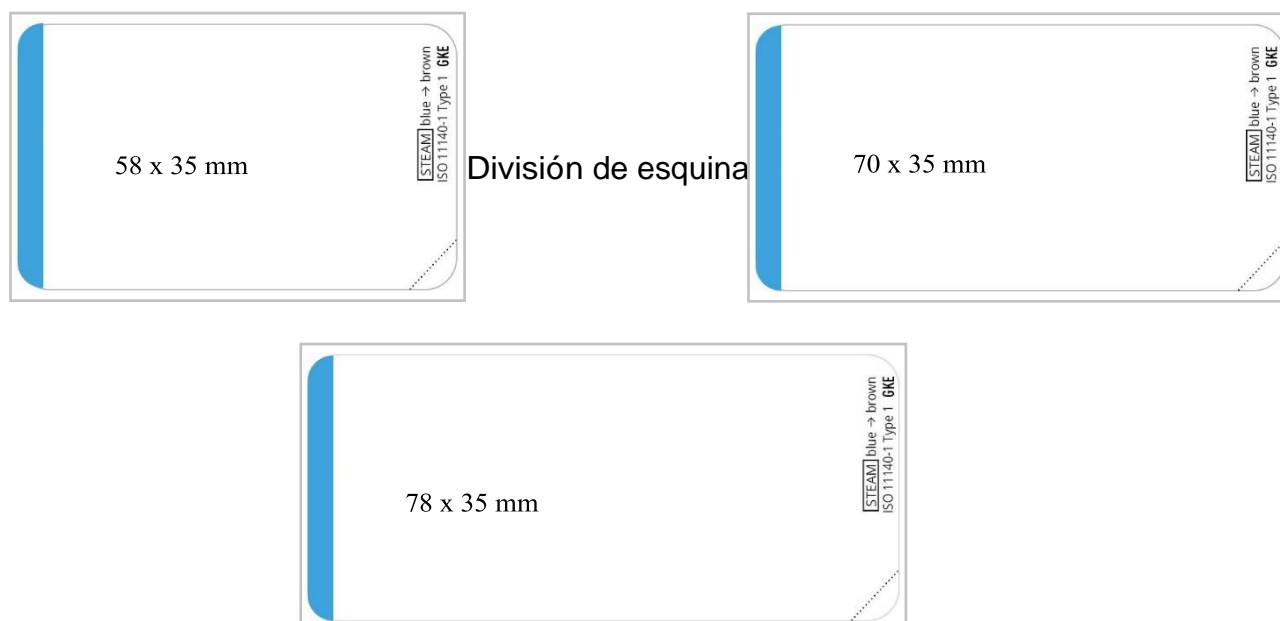 58 x 35 mm
STEAM blue → brown
ISO 11140-1 Type 1 GKE
División de esquina
70 x 35 mm
STEAM blue → brown
ISO 11140-1 Type 1 GKE
78 x 35 mm
STEAM blue → brown
ISO 11140-1 Type 1 GKE